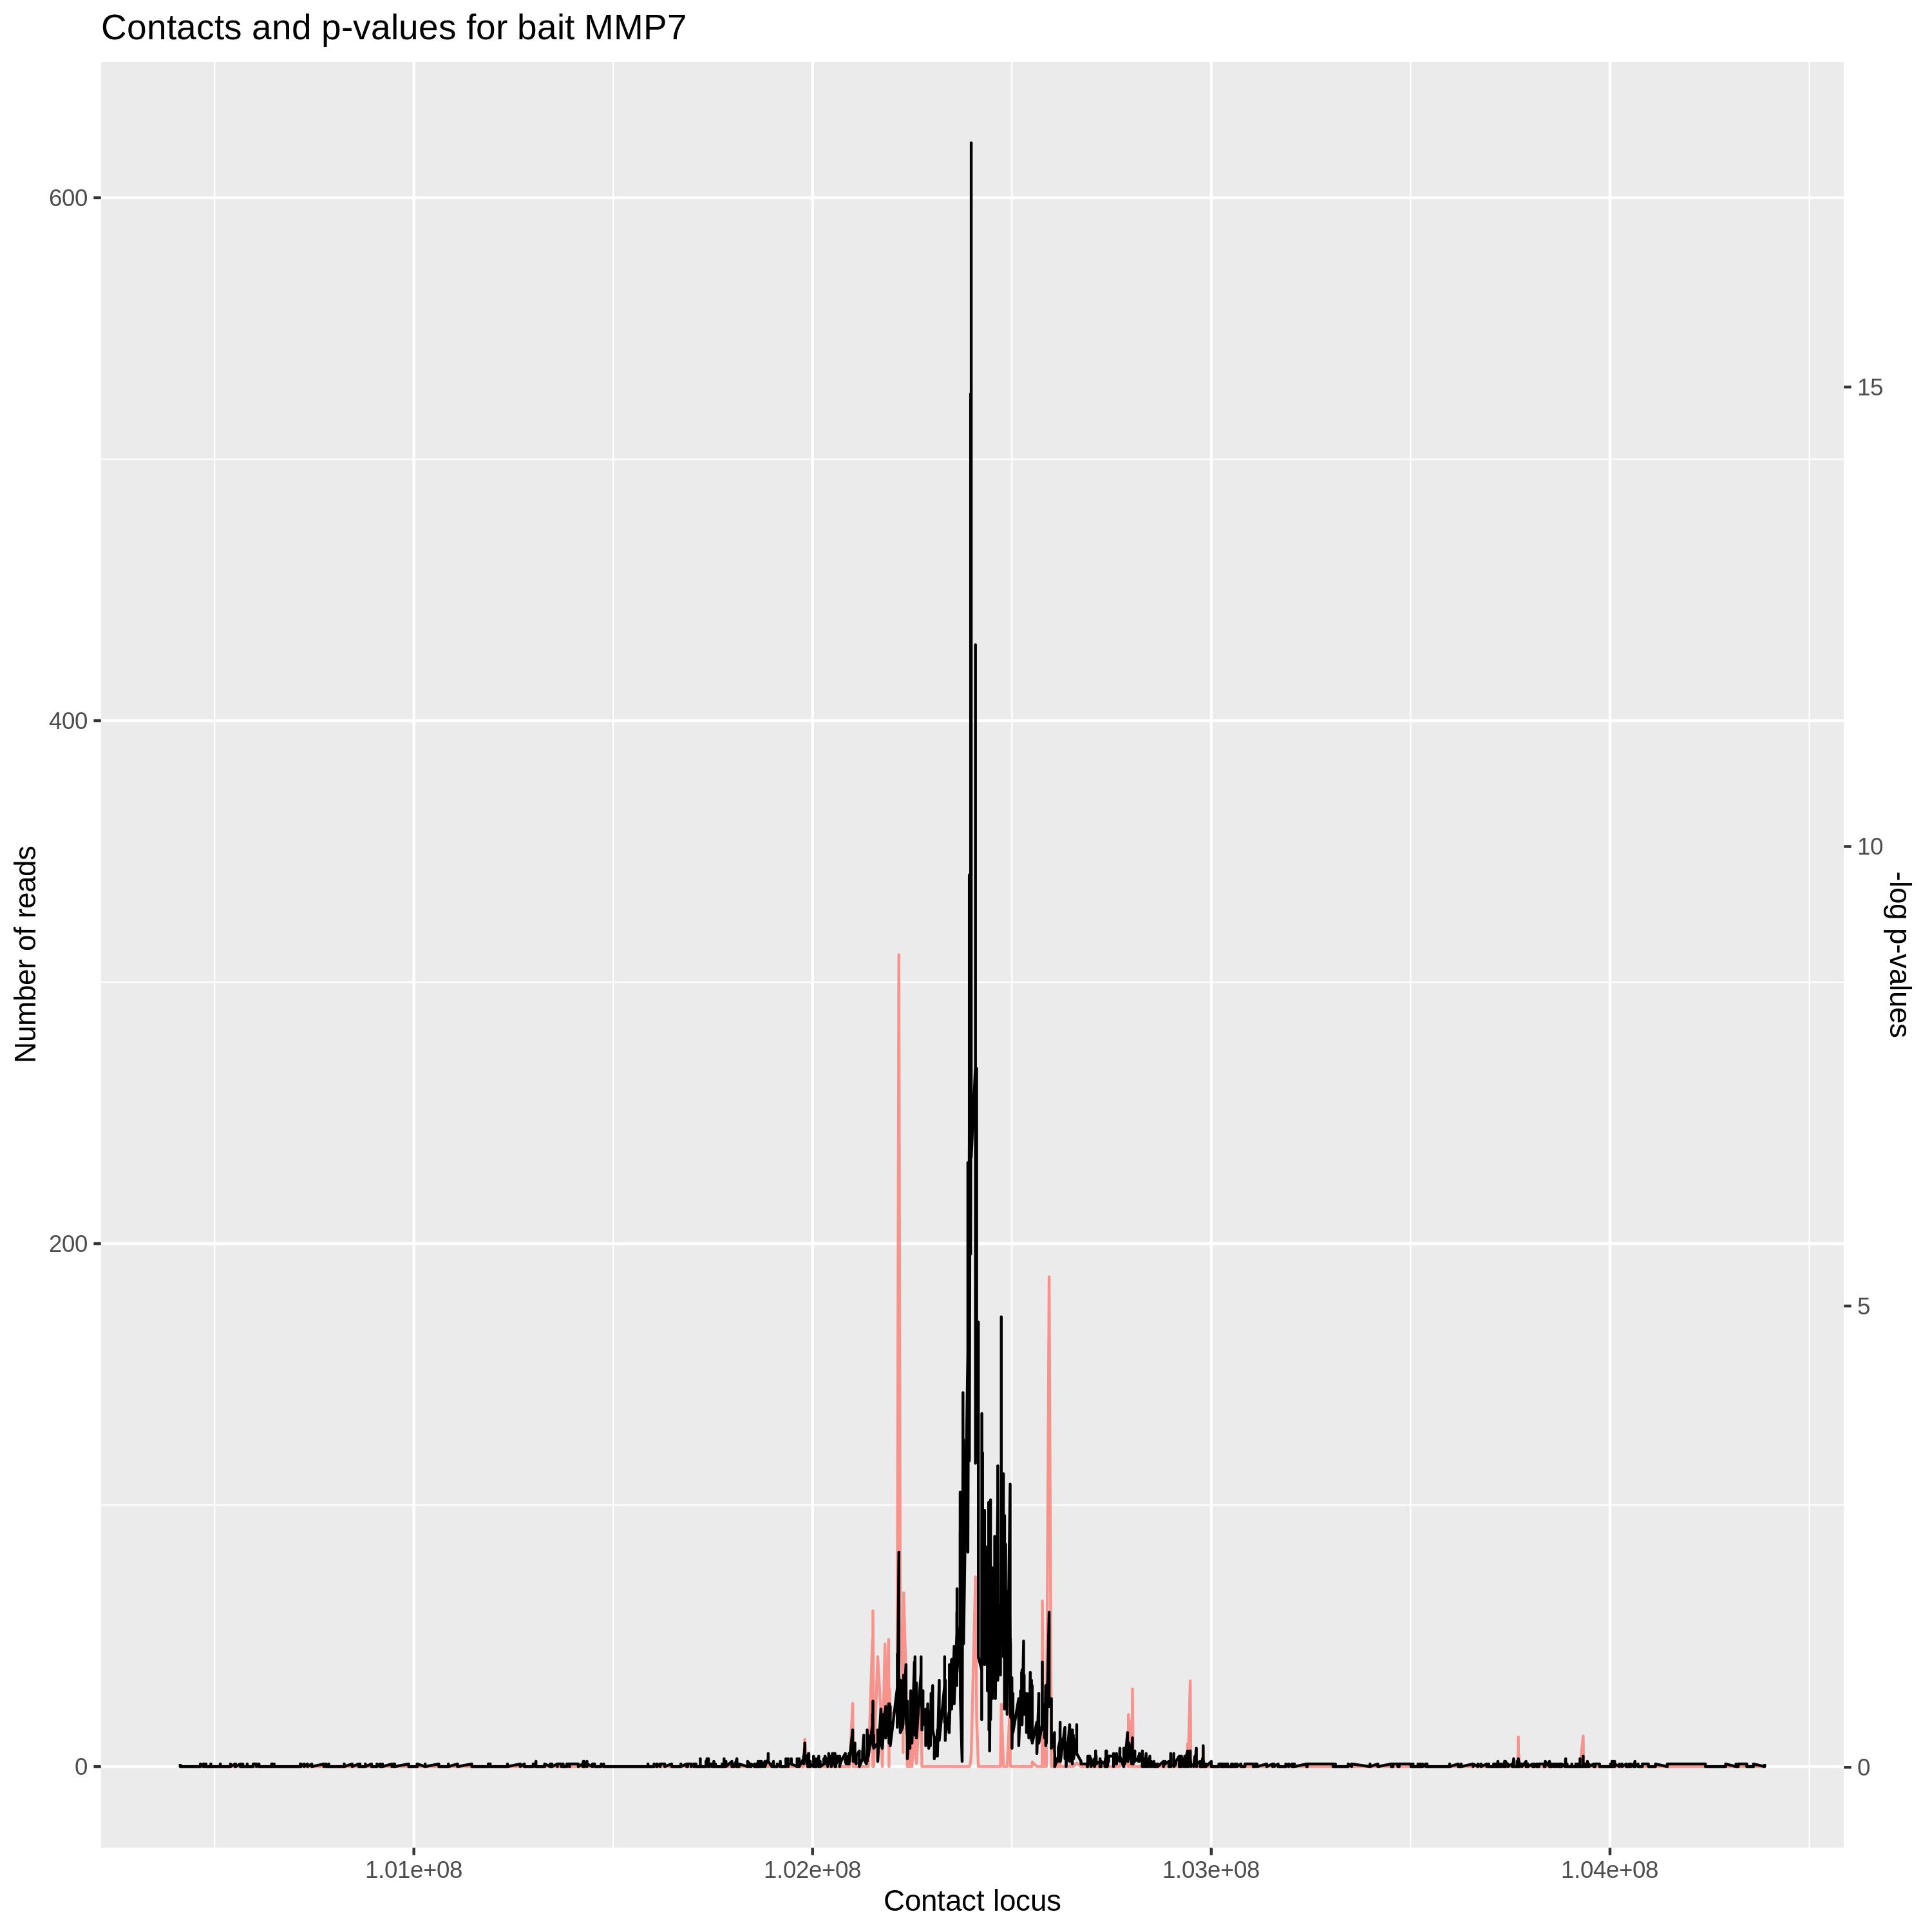 Contacts and p-values for bait MMP7
600
400
200
0
Number of reads
15
10
5
0
-log p-values
1.01e+08
1.02e+08
1.03e+08
1.04e+08
Contact locus